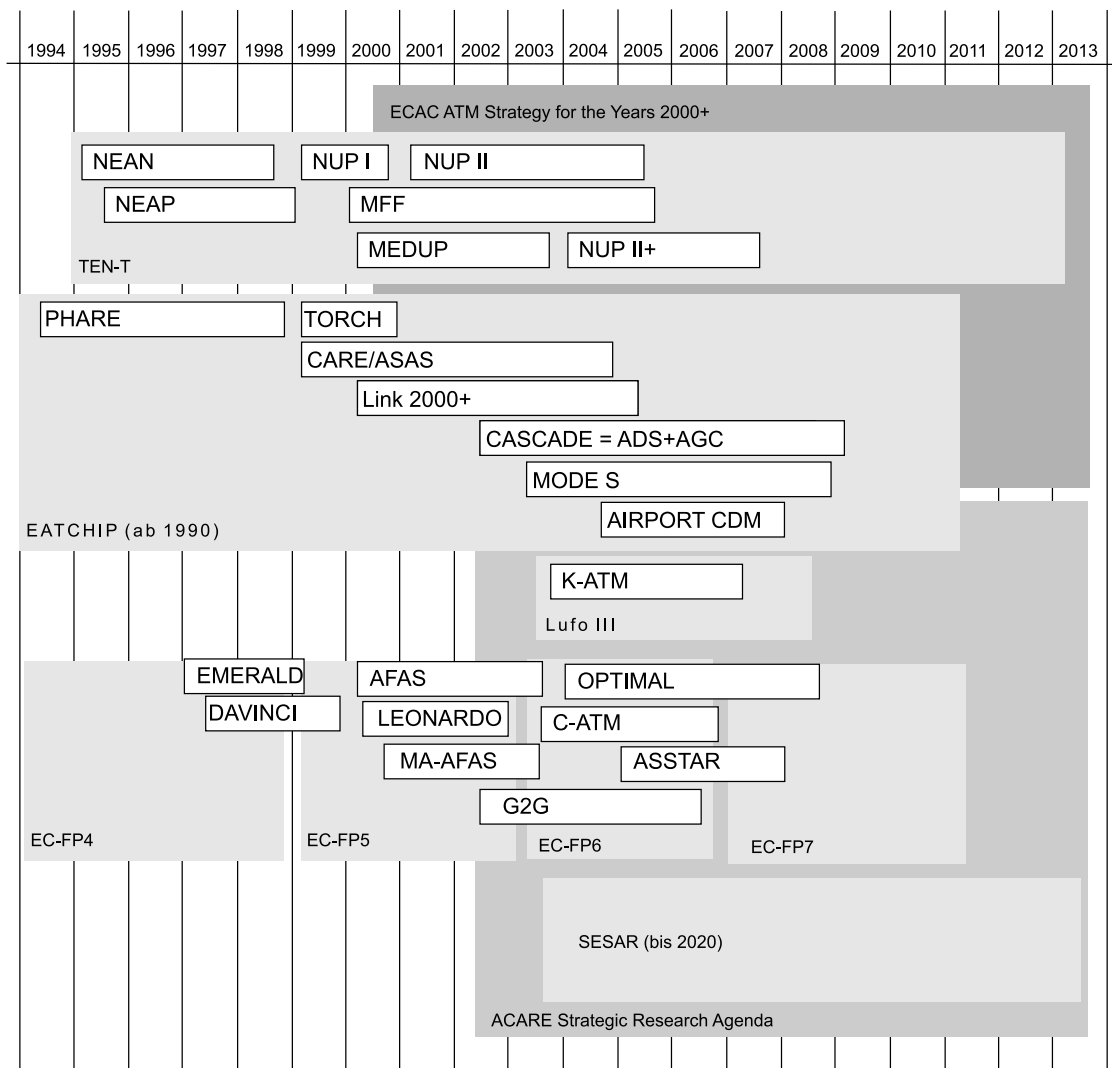 1994 1995 1996 1997 1998 1999 2000 2001 2002 2003 2004 2005 2006 2007 2008 2009 2010 2011 2012 2013
ECAC ATM Strategy for the Years 2000+
NEAN NUP I NUP II
NEAP MFF
MEDUP NUP II+
TEN-T
PHARE TORCH
CARE/ASAS
Link 2000+
CASCADE = ADS+AGC
MODE S
AIRPORT CDM
EATCHIP (ab 1990)
K-ATM
Lufo III
EMERALD AFAS OPTIMAL
DAVINCI LEONARDO C-ATM
MA-AFAS ASSTAR
G2G
EC-FP4 EC-FP5 EC-FP6 EC-FP7
SESAR (bis 2020)
ACARE Strategic Research Agenda